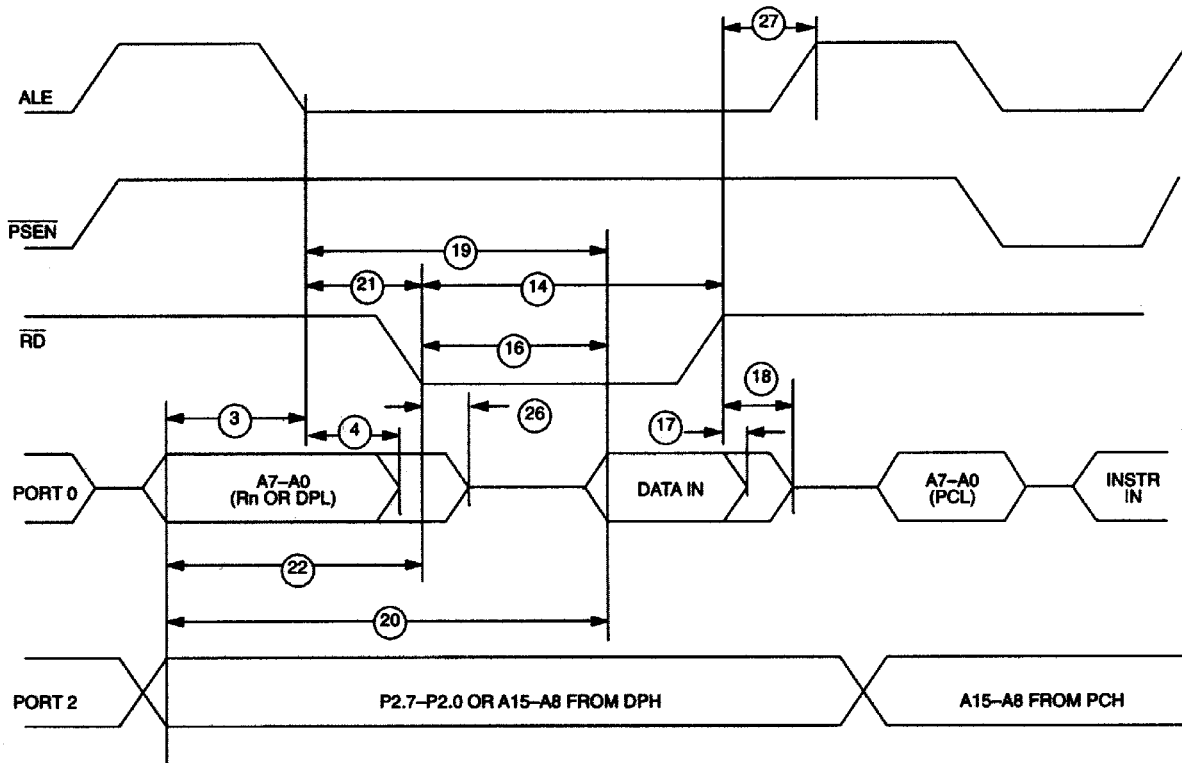 27
ALE
PSEN
19
21
14
RD
16
18
3
4
26
17
PORT 0
A7–A0
(Rn OR DPL)
DATA IN
A7–A0
(PCL)
INSTR
IN
22
20
PORT 2
P2.7–P2.0 OR A15–A8 FROM DPH
A15–A8 FROM PCH